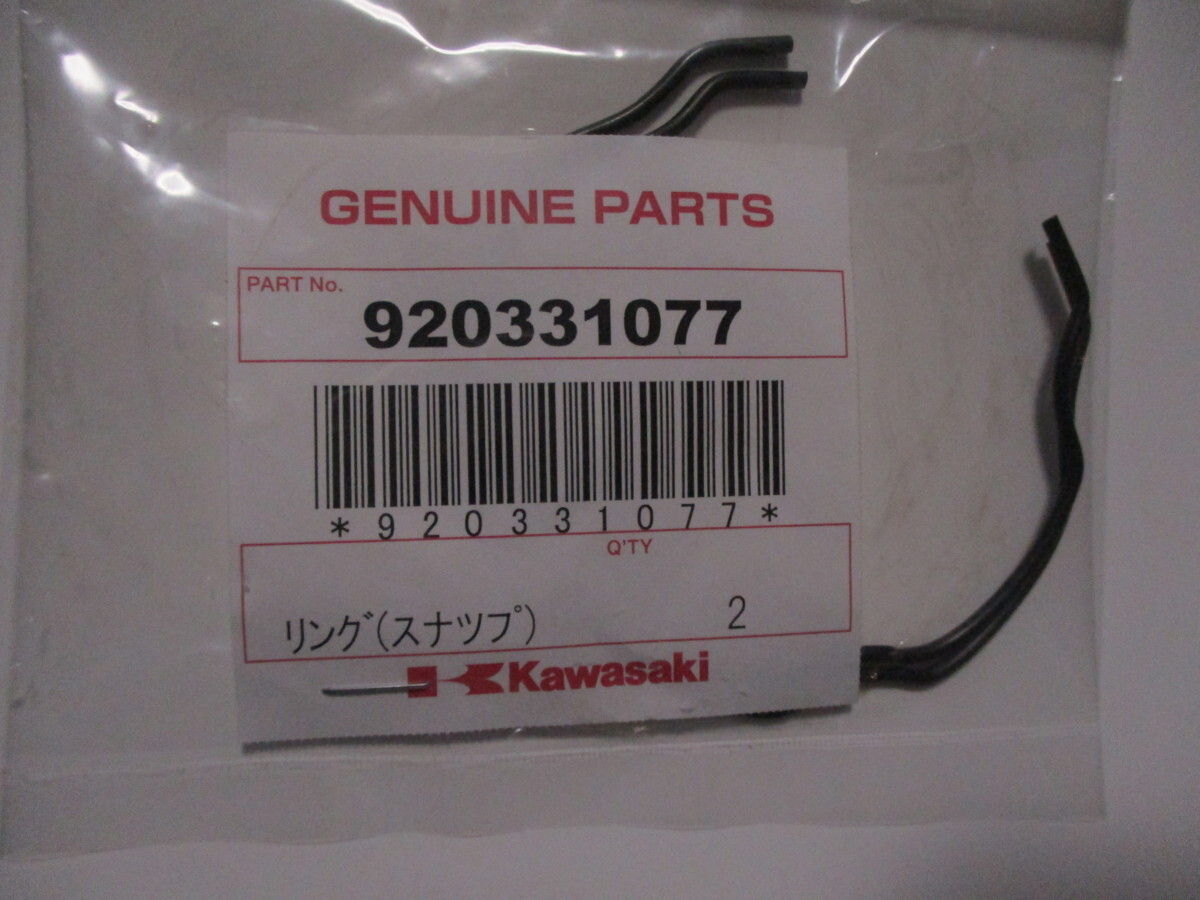 GENUINE PARTS
PART No.
920331077
*920331077*
Q'TY
リング(スナツプ) 2
Kawasaki